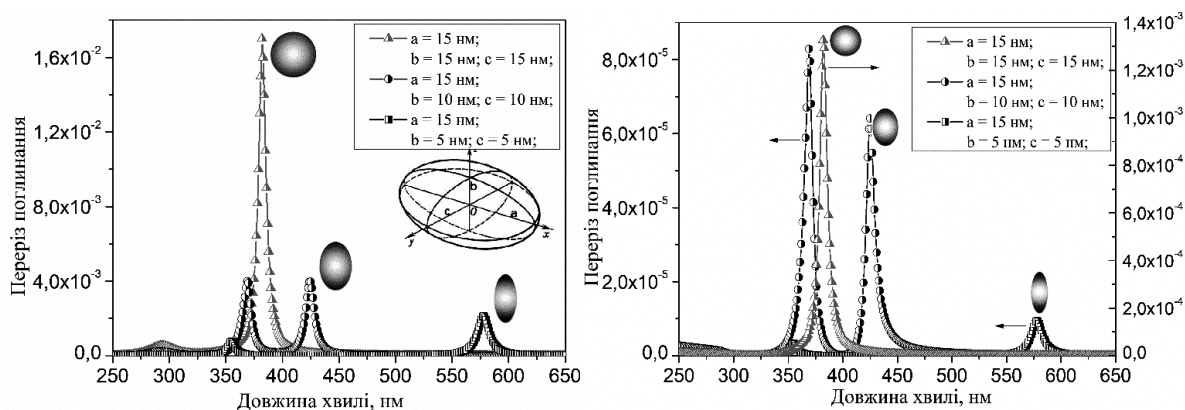 1,6x10⁻²
1,2x10⁻²
8,0x10⁻³
4,0x10⁻³
0,0
Переріз поглинання
a = 15 нм;
b = 15 нм; c = 15 нм;
a = 15 нм;
b = 10 нм; c = 10 нм;
a = 15 нм;
b = 5 нм; c = 5 нм;
b
c
0
a
y
x
250 300 350 400 450 500 550 600 650
Довжина хвилі, нм
8,0x10⁻⁵
6,0x10⁻⁵
4,0x10⁻⁵
2,0x10⁻⁵
0,0
Переріз поглинання
a = 15 нм;
b = 15 нм; c = 15 нм;
a = 15 нм;
b = 10 нм; c = 10 нм;
a = 15 нм;
b = 5 пм; c = 5 пм;
1,4x10⁻³
1,2x10⁻³
1,0x10⁻³
8,0x10⁻⁴
6,0x10⁻⁴
4,0x10⁻⁴
2,0x10⁻⁴
0,0
250 300 350 400 450 500 550 600 650
Довжина хвилі, нм